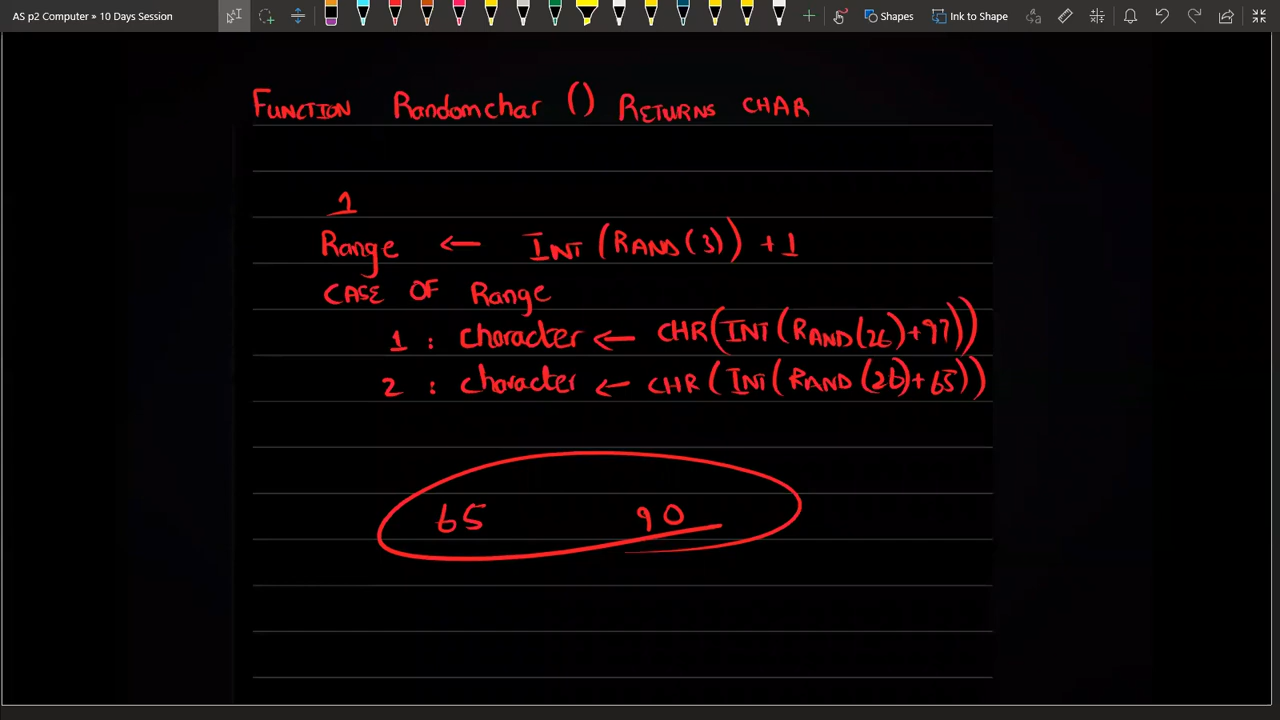 AS p2 Computer » 10 Days Session
Shapes
Ink to Shape
FUNCTION Randomchar () RETURNS CHAR
1
Range ← INT (RAND(3)) + 1
CASE OF Range
1 : character ← CHR(INT(RAND(26)+97))
2 : character ← CHR(INT(RAND(26)+65))
65 90